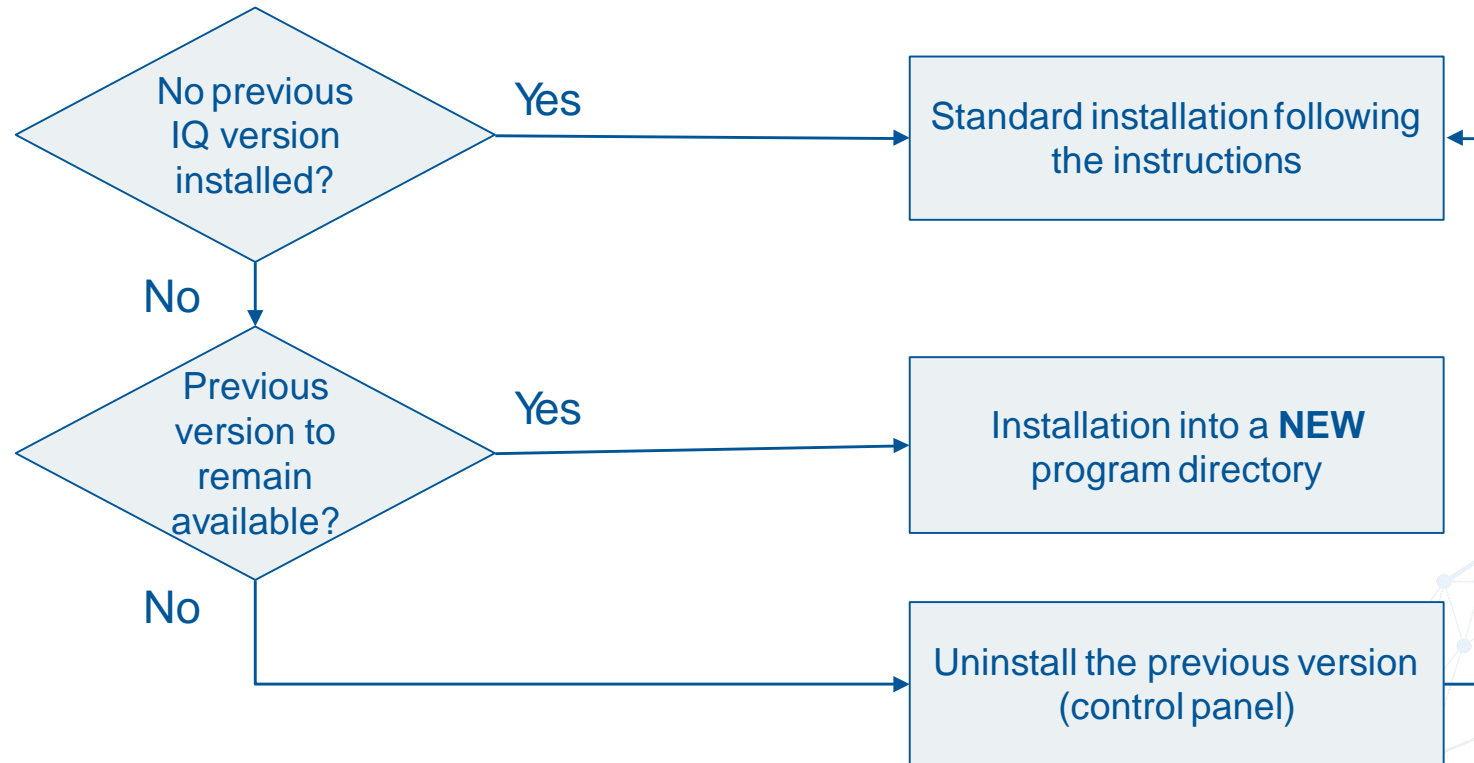 No previous
IQ version
installed?
Yes
Standard installation following
the instructions
No
Previous
version to
remain
available?
Yes
Installation into a NEW
program directory
No
Uninstall the previous version
(control panel)